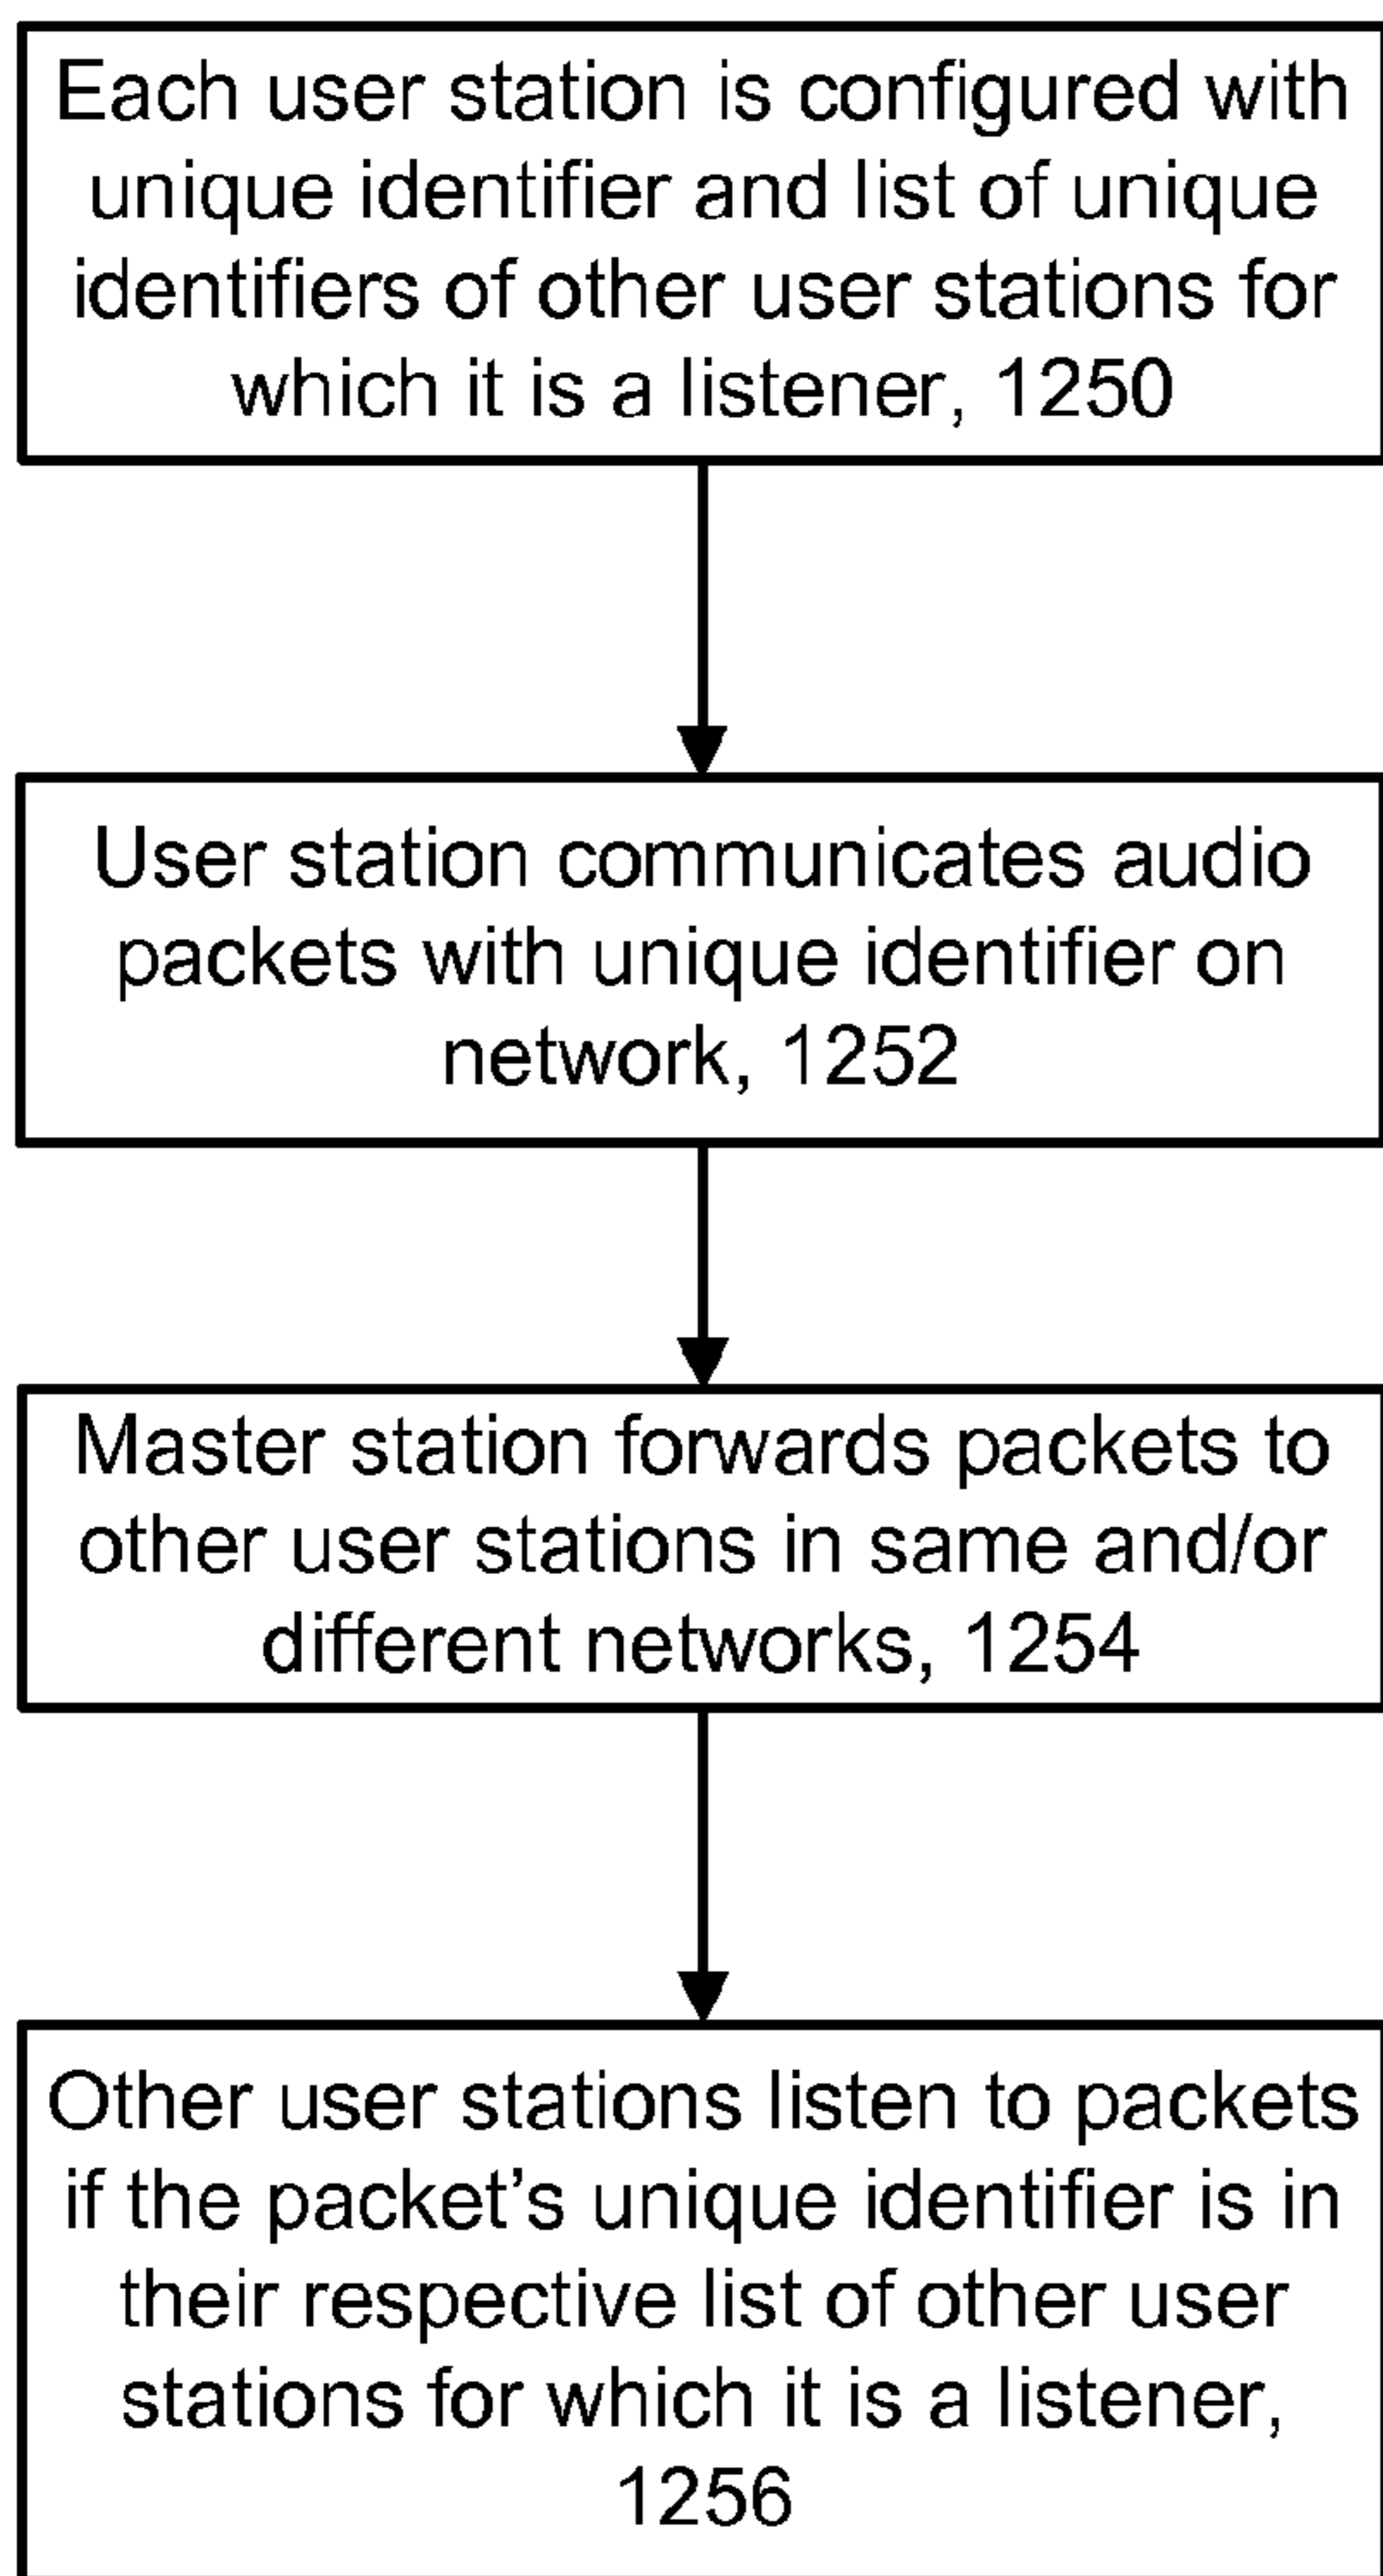 Each user station is configured with
unique identifier and list of unique
identifiers of other user stations for
which it is a listener, 1250
User station communicates audio
packets with unique identifier on
network, 1252
Master station forwards packets to
other user stations in same and/or
different networks, 1254
Other user stations listen to packets
if the packet’s unique identifier is in
their respective list of other user
stations for which it is a listener,
1256